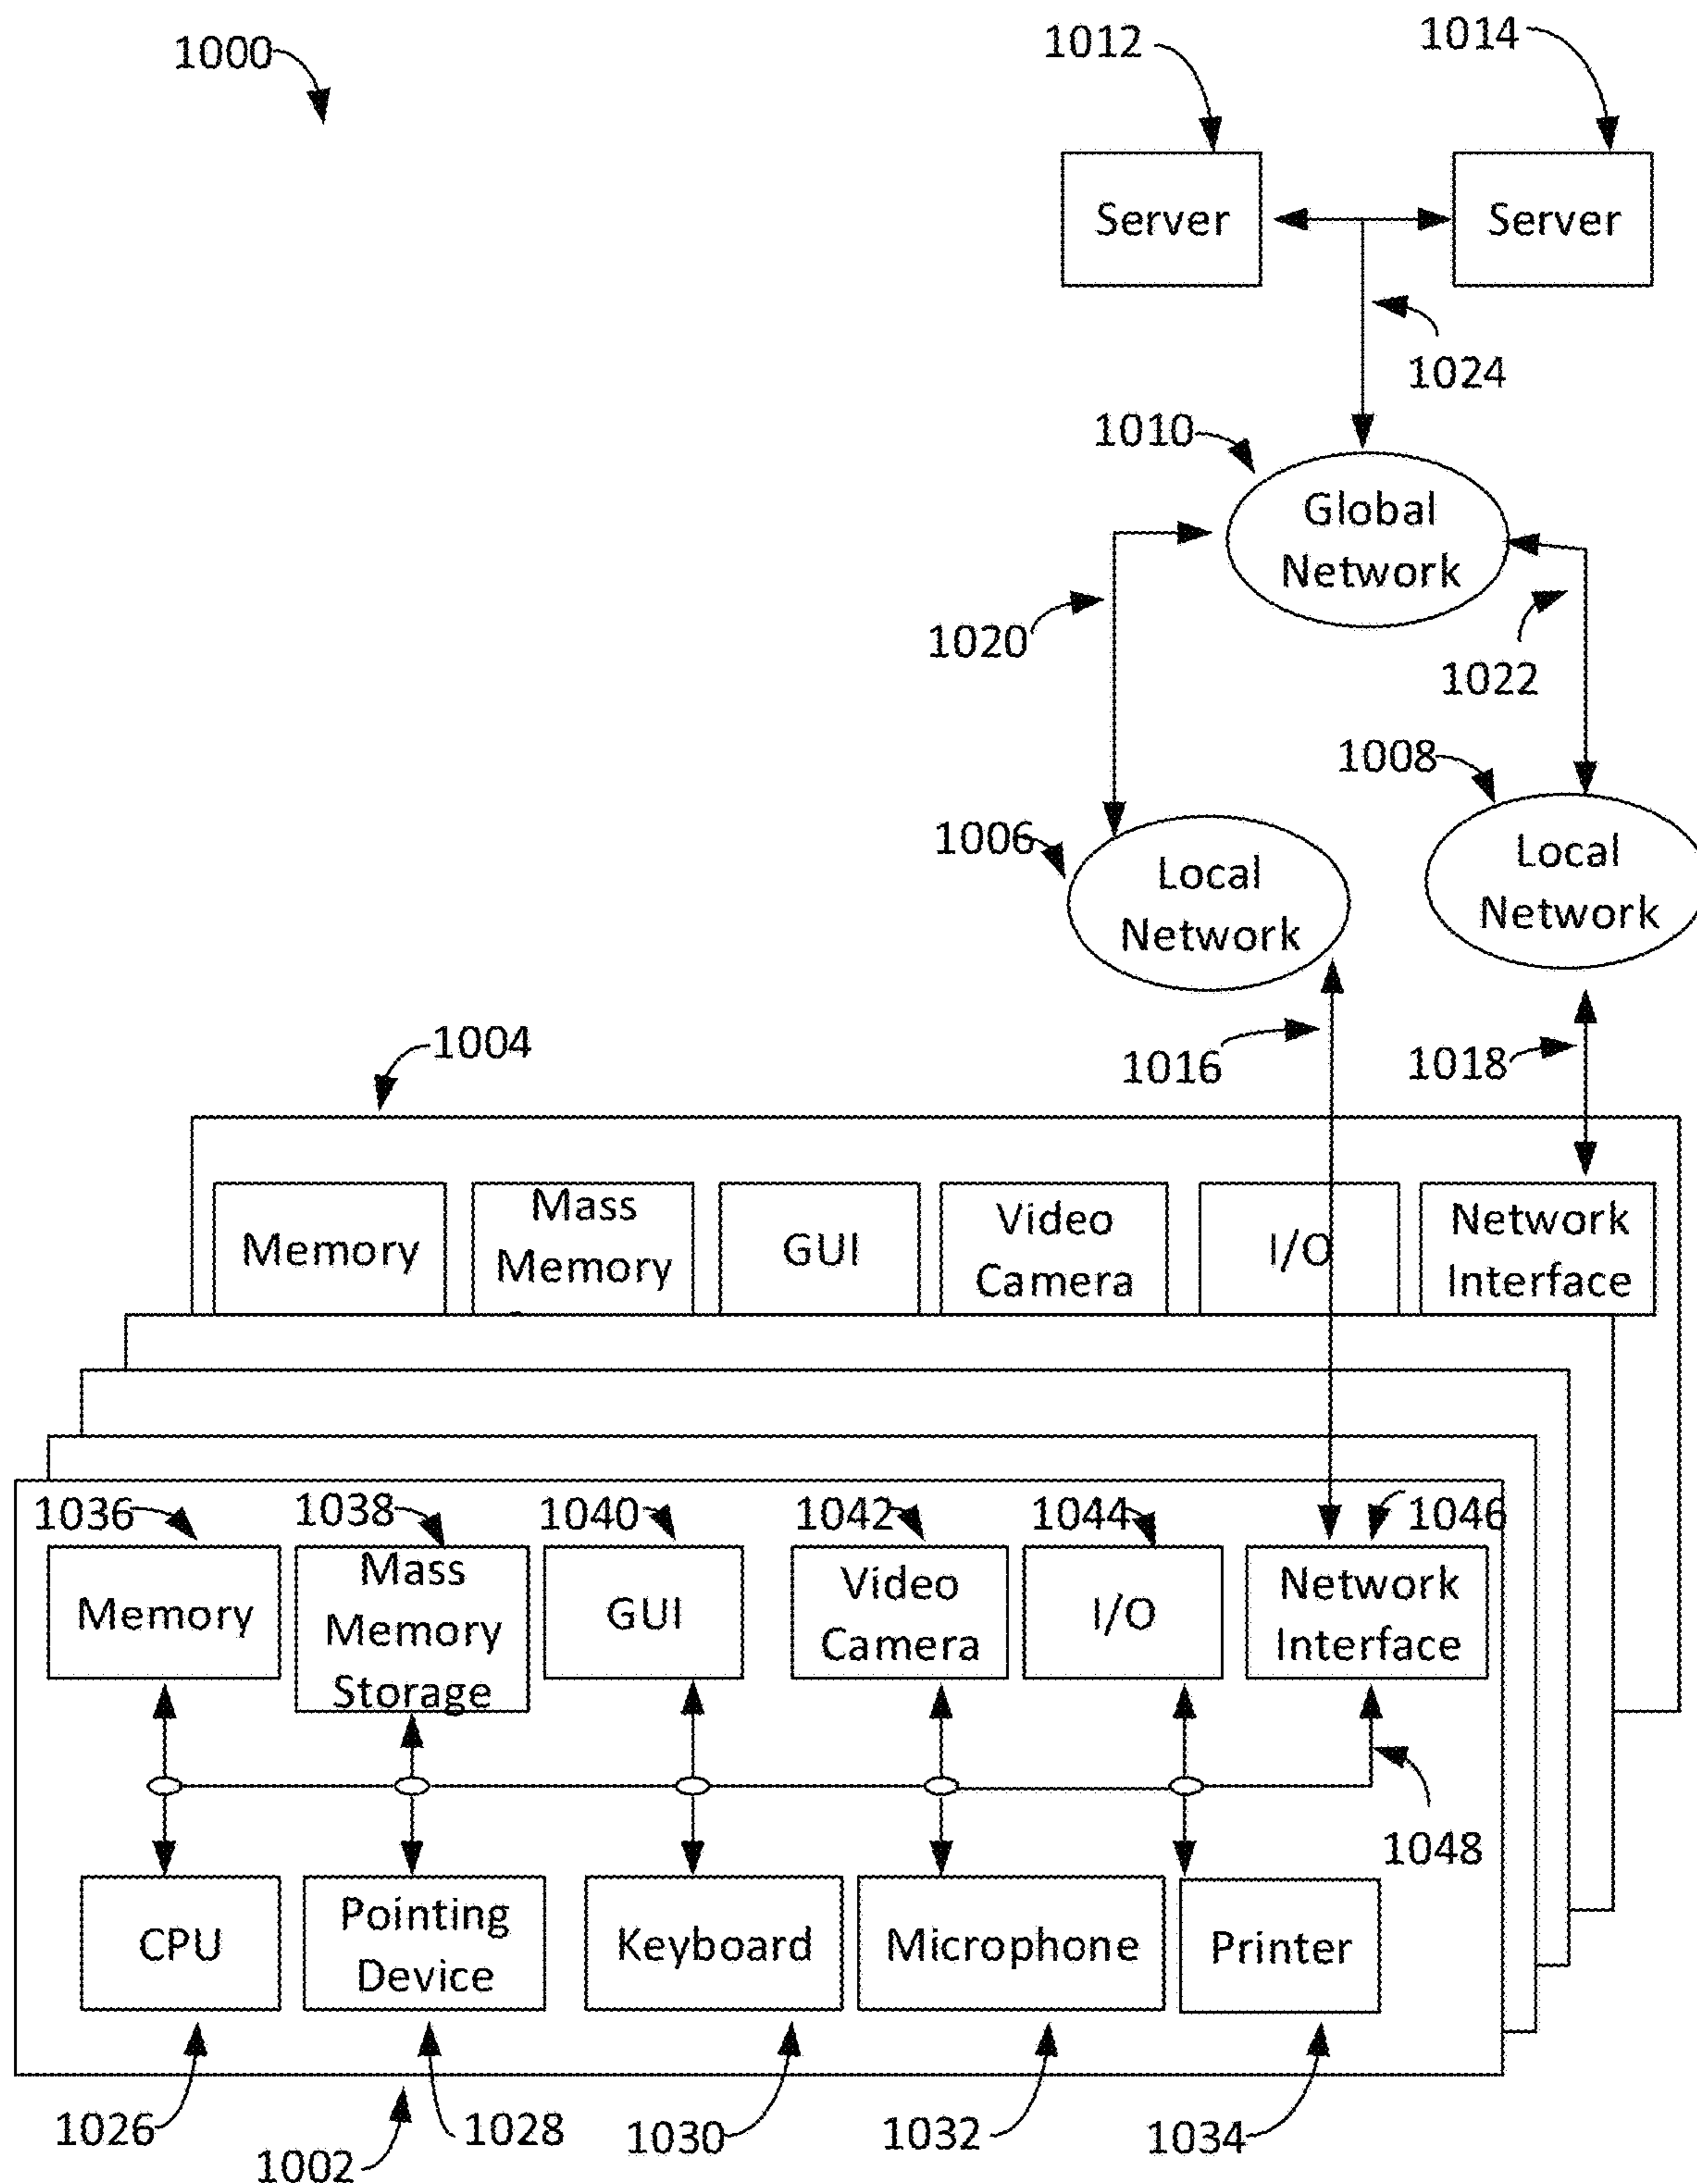 1000
1012
1014
Server
Server
1024
1010
Global
Network
1020
1022
1008
1006
Local
Network
Local
Network
1004
1016
1018
Memory
Mass
Memory
GUI
Video
Camera
I/O
Network
Interface
1036
1038
1040
1042
1044
1046
Memory
Mass
Memory
Storage
GUI
Video
Camera
I/O
Network
Interface
1048
CPU
Pointing
Device
Keyboard
Microphone
Printer
1026
1002
1028
1030
1032
1034